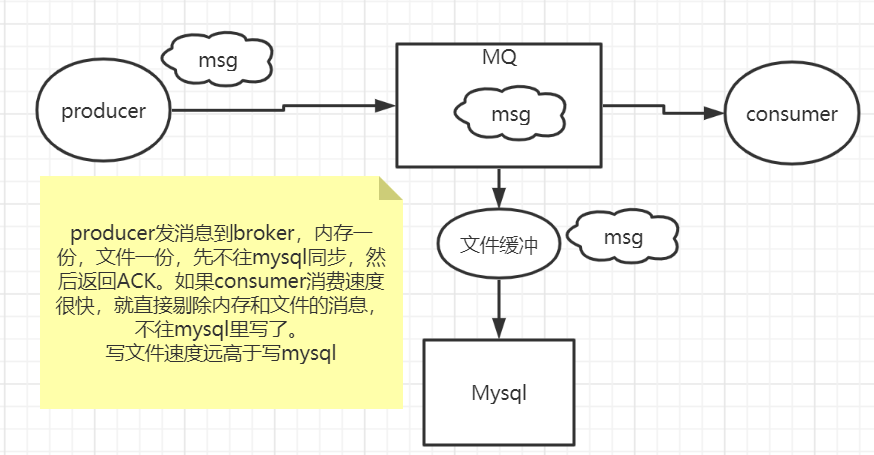 msg
MQ
producer
msg
consumer
producer发消息到broker，内存一
份，文件一份，先不往mysql同步，然
后返回ACK。如果consumer消费速度
很快，就直接剔除内存和文件的消息，
不往mysql里写了。
写文件速度远高于写mysql
文件缓冲
msg
Mysql